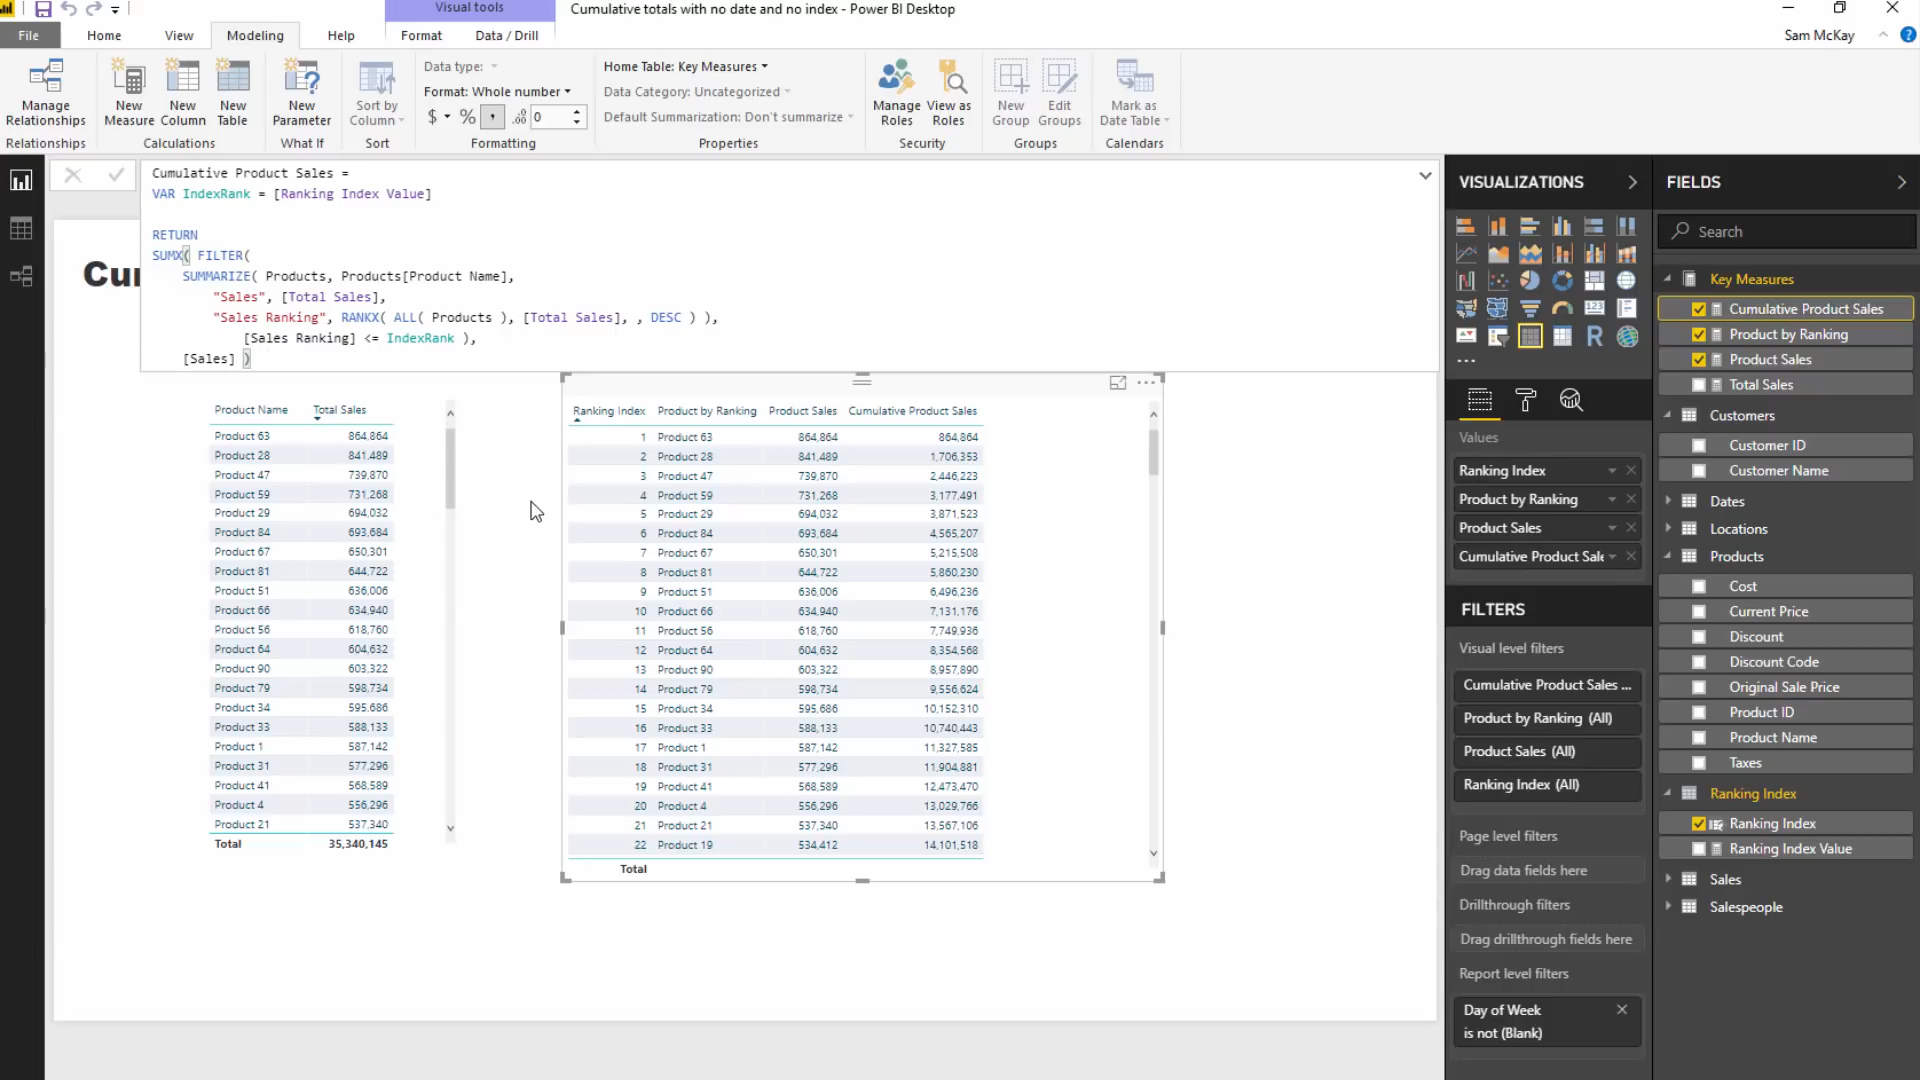 Visual tools
Cumulative totals with no date and no index - Power BI Desktop
File
Home
View
Modeling
Help
Format
Data / Drill
Sam McKay
Manage Relationships
Relationships
New Measure
New Column
New Table
Calculations
New Parameter
What If
Sort by Column
Sort
Data type:
Format: Whole number
$ % , .00 0
Formatting
Home Table: Key Measures
Data Category: Uncategorized
Default Summarization: Don't summarize
Properties
Manage Roles
View as Roles
Security
New Group
Edit Groups
Groups
Mark as Date Table
Calendars
Cumulative Product Sales =
VAR IndexRank = [Ranking Index Value]
RETURN
SUMX( FILTER(
SUMMARIZE( Products, Products[Product Name],
"Sales", [Total Sales],
"Sales Ranking", RANKX( ALL( Products ), [Total Sales], , DESC ) ),
[Sales Ranking] <= IndexRank ),
[Sales] )
Cu
Product Name Total Sales
Product 63 864,864
Product 28 841,489
Product 47 739,870
Product 59 731,268
Product 29 694,032
Product 84 693,684
Product 67 650,301
Product 81 644,722
Product 51 636,006
Product 66 634,940
Product 56 618,760
Product 64 604,632
Product 90 603,322
Product 79 598,734
Product 34 595,686
Product 33 588,133
Product 1 587,142
Product 31 577,296
Product 41 568,589
Product 4 556,296
Product 21 537,340
Total 35,340,145
Ranking Index Product by Ranking Product Sales Cumulative Product Sales
1 Product 63 864,864 864,864
2 Product 28 841,489 1,706,353
3 Product 47 739,870 2,446,223
4 Product 59 731,268 3,177,491
5 Product 29 694,032 3,871,523
6 Product 84 693,684 4,565,207
7 Product 67 650,301 5,215,508
8 Product 81 644,722 5,860,230
9 Product 51 636,006 6,496,236
10 Product 66 634,940 7,131,176
11 Product 56 618,760 7,749,936
12 Product 64 604,632 8,354,568
13 Product 90 603,322 8,957,890
14 Product 79 598,734 9,556,624
15 Product 34 595,686 10,152,310
16 Product 33 588,133 10,740,443
17 Product 1 587,142 11,327,585
18 Product 31 577,296 11,904,881
19 Product 41 568,589 12,473,470
20 Product 4 556,296 13,029,766
21 Product 21 537,340 13,567,106
22 Product 19 534,412 14,101,518
Total
VISUALIZATIONS
123
R
Values
Ranking Index
Product by Ranking
Product Sales
Cumulative Product Sale
FILTERS
Visual level filters
Cumulative Product Sales ...
Product by Ranking (All)
Product Sales (All)
Ranking Index (All)
Page level filters
Drag data fields here
Drillthrough filters
Drag drillthrough fields here
Report level filters
Day of Week
is not (Blank)
FIELDS
Search
Key Measures
Cumulative Product Sales
Product by Ranking
Product Sales
Total Sales
Customers
Customer ID
Customer Name
Dates
Locations
Products
Cost
Current Price
Discount
Discount Code
Original Sale Price
Product ID
Product Name
Taxes
Ranking Index
Ranking Index
Ranking Index Value
Sales
Salespeople